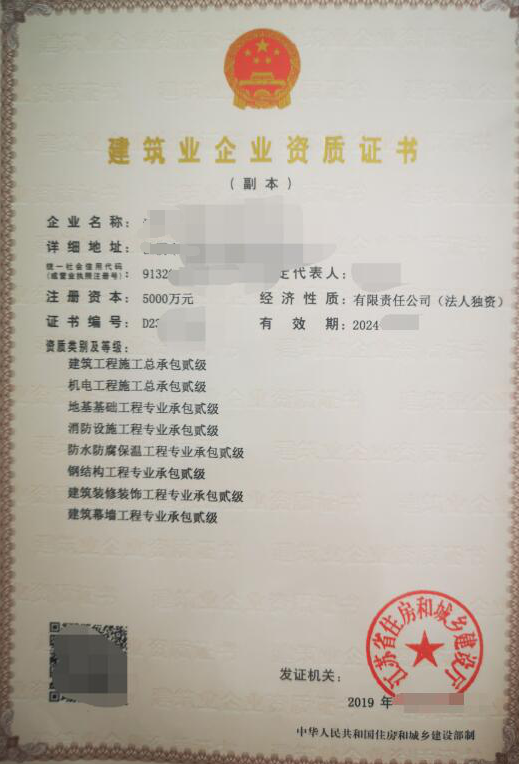 建筑业企业资质证书
（副本）
企业名称：
详细地址：
统一社会信用代码
（或营业执照注册号）： 9132 定代表人：
注册资本： 5000万元 经济性质： 有限责任公司（法人独资）
证书编号： D23 有效期： 2024
资质类别及等级：
建筑工程施工总承包贰级
机电工程施工总承包贰级
地基基础工程专业承包贰级
消防设施工程专业承包贰级
防水防腐保温工程专业承包贰级
钢结构工程专业承包贰级
建筑装修装饰工程专业承包贰级
建筑幕墙工程专业承包贰级
江苏省住房和城乡建设厅
发证机关：
2019 年
中华人民共和国住房和城乡建设部制